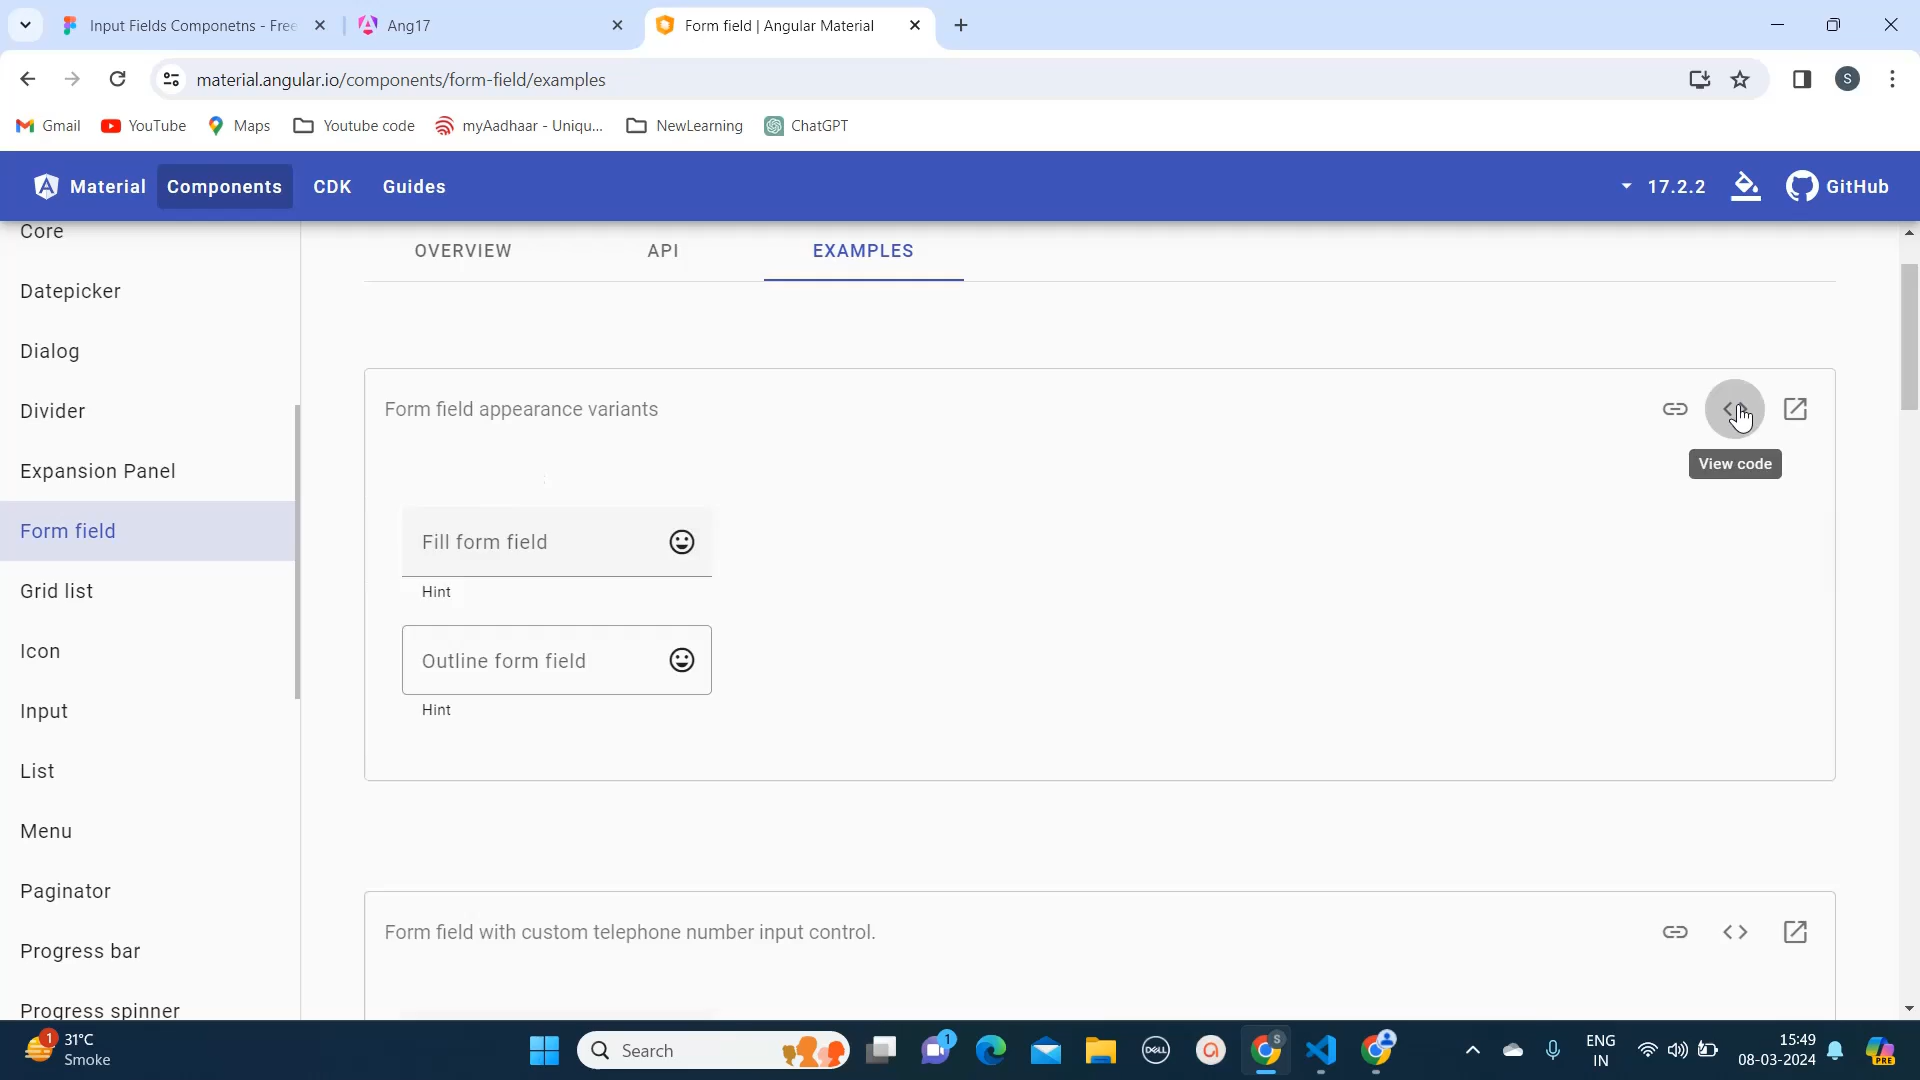 Input Fields Componetns - Free
Ang17
Form field | Angular Material
material.angular.io/components/form-field/examples
S
Gmail
YouTube
Maps
Youtube code
myAadhaar - Uniqu...
NewLearning
ChatGPT
Material
Components
CDK
Guides
17.2.2
GitHub
Core
Datepicker
Dialog
Divider
Expansion Panel
Form field
Grid list
Icon
Input
List
Menu
Paginator
Progress bar
Progress spinner
OVERVIEW
API
EXAMPLES
Form field appearance variants
View code
Fill form field
Hint
Outline form field
Hint
Form field with custom telephone number input control.
1
31°C
Smoke
Search
1
DELL
S
ENG
IN
15:49
08-03-2024
PRE